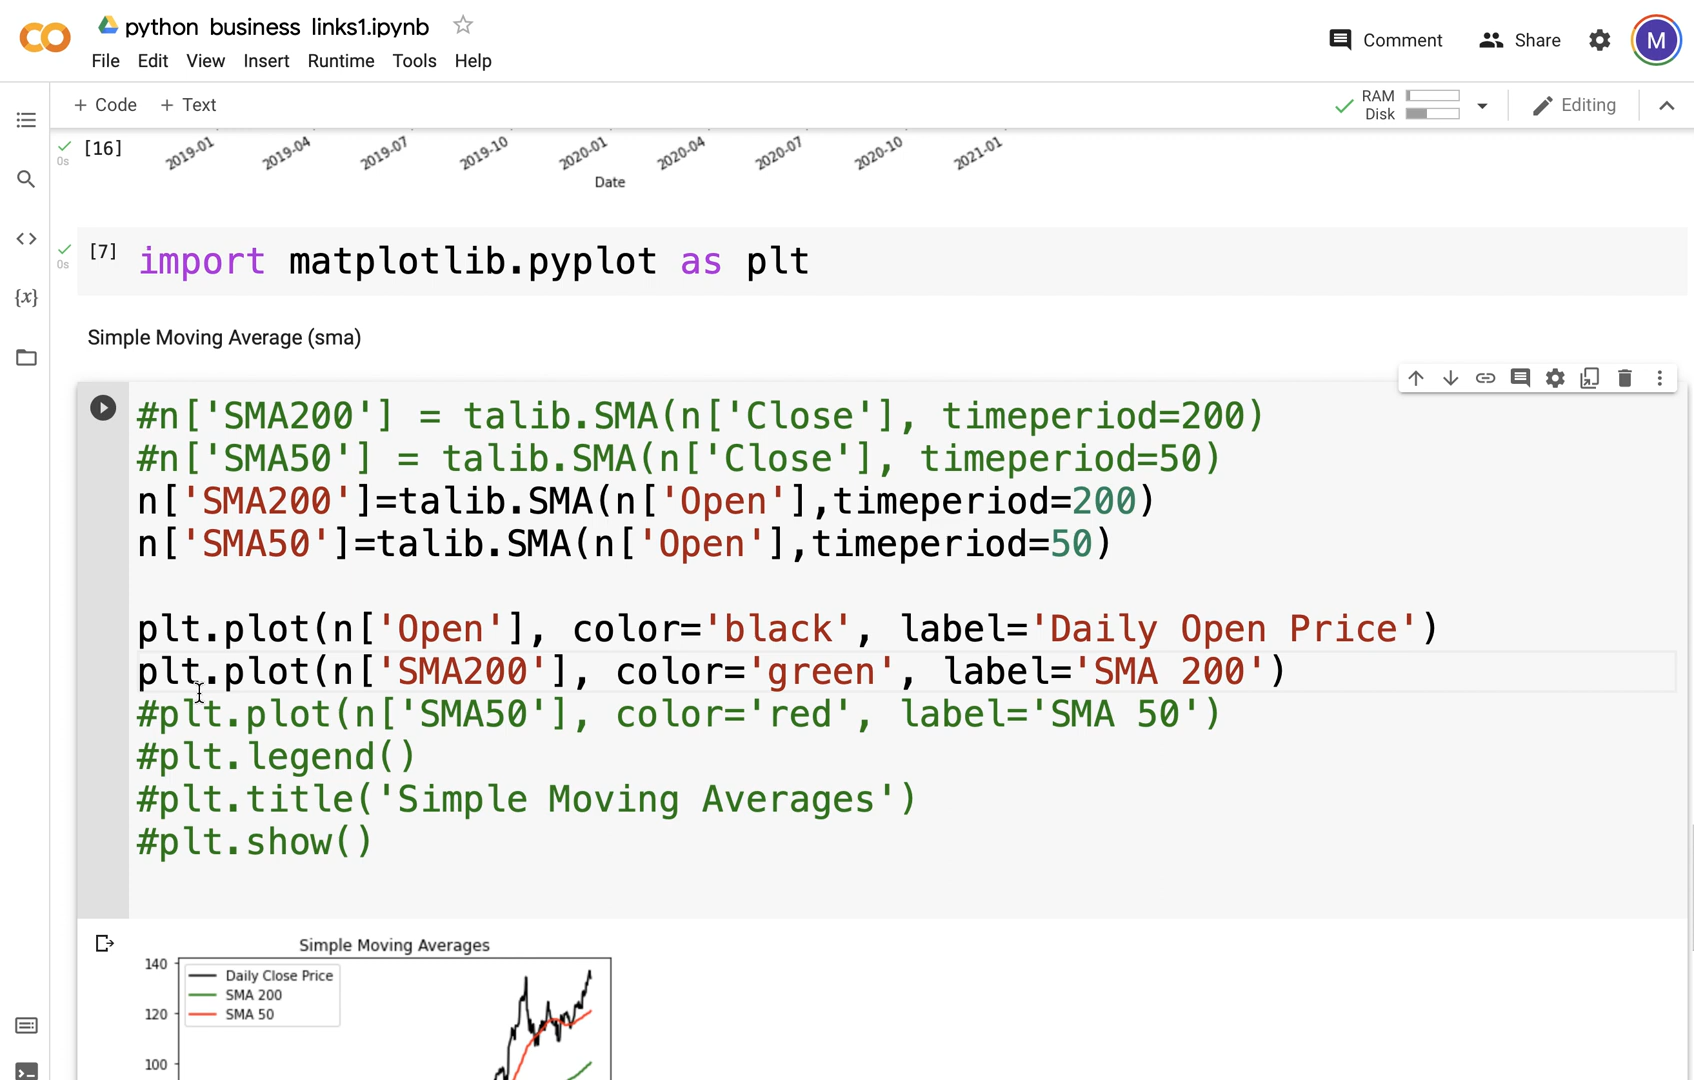 python business links1.ipynb
File Edit View Insert Runtime Tools Help
Comment
Share
M
+ Code + Text
RAM
Disk
Editing
[16]
0s
2019-01 2019-04 2019-07 2019-10 2020-01 2020-04 2020-07 2020-10 2021-01
Date
{x}
[7] import matplotlib.pyplot as plt
0s
Simple Moving Average (sma)
#n['SMA200'] = talib.SMA(n['Close'], timeperiod=200)
#n['SMA50'] = talib.SMA(n['Close'], timeperiod=50)
n['SMA200']=talib.SMA(n['Open'],timeperiod=200)
n['SMA50']=talib.SMA(n['Open'],timeperiod=50)
plt.plot(n['Open'], color='black', label='Daily Open Price')
plt.plot(n['SMA200'], color='green', label='SMA 200')
#plt.plot(n['SMA50'], color='red', label='SMA 50')
#plt.legend()
#plt.title('Simple Moving Averages')
#plt.show()
Simple Moving Averages
140
Daily Close Price
SMA 200
SMA 50
120
100